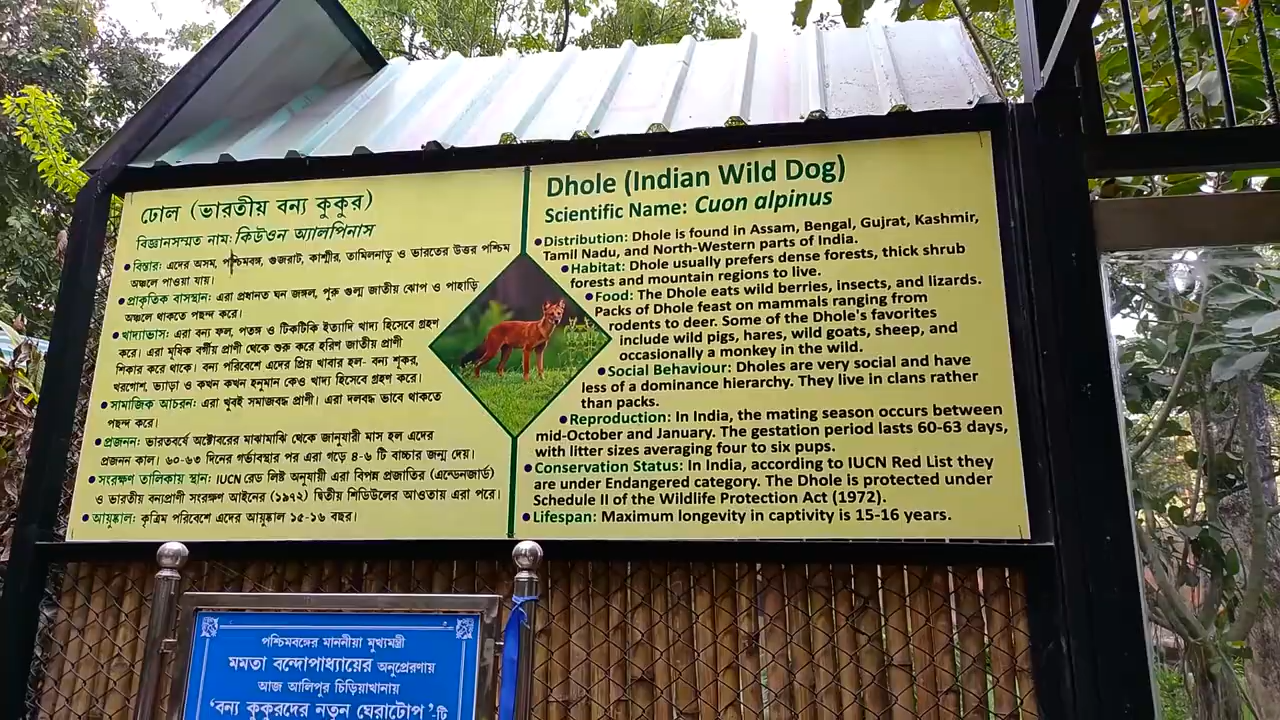 ঢোল (ভারতীয় বন্য কুকুর)
বিজ্ঞানসম্মত নাম: কিউওন আ্যালপিনাস
• বিস্তার: এদের অসম, পশ্চিমবঙ্গ, গুজরাট, কাশ্মীর, তামিলনাড়ু ও ভারতের উত্তর পশ্চিম
অঞ্চলে পাওয়া যায়।
• প্রাকৃতিক বাসস্থান: এরা প্রধানত ঘন জঙ্গল, পুরু গুল্ম জাতীয় ঝোপ ও পাহাড়ি
অঞ্চলে থাকতে পছন্দ করে।
• খাদ্যাভাস: এরা বন্য ফল, পতঙ্গ ও টিকটিকি ইত্যাদি খাদ্য হিসেবে গ্রহণ
করে। এরা মূষিক বর্গীয় প্রাণী থেকে শুরু করে হরিণ জাতীয় প্রাণী
শিকার করে থাকে। বন্য পরিবেশে এদের প্রিয় খাবার হল- বন্য শূকর,
খরগোশ, ভ্যাড়া ও কখন কখন হনুমান কেও খাদ্য হিসেবে গ্রহণ করে।
• সামাজিক আচরন: এরা খুবই সমাজবদ্ধ প্রাণী। এরা দলবদ্ধ ভাবে থাকতে
পছন্দ করে।
• প্রজনন: ভারতবর্ষে অক্টোবরের মাঝামাঝি থেকে জানুয়ারী মাস হল এদের
প্রজনন কাল। ৬০-৬৩ দিনের গর্ভাবস্থার পর এরা গড়ে ৪-৬ টি বাচ্চার জন্ম দেয়।
• সংরক্ষণ তালিকায় স্থান: IUCN রেড লিষ্ট অনুযায়ী এরা বিপন্ন প্রজাতির (এন্ডেনজার্ড)
ও ভারতীয় বন্যপ্রাণী সংরক্ষণ আইনের (১৯৭২) দ্বিতীয় শিডিউলের আওতায় এরা পরে।
• আয়ুষ্কাল: কৃত্রিম পরিবেশে এদের আয়ুষ্কাল ১৫-১৬ বছর।
Dhole (Indian Wild Dog)
Scientific Name: Cuon alpinus
• Distribution: Dhole is found in Assam, Bengal, Gujrat, Kashmir,
Tamil Nadu, and North-Western parts of India.
• Habitat: Dhole usually prefers dense forests, thick shrub
forests and mountain regions to live.
• Food: The Dhole eats wild berries, insects, and lizards.
Packs of Dhole feast on mammals ranging from
rodents to deer. Some of the Dhole's favorites
include wild pigs, hares, wild goats, sheep, and
occasionally a monkey in the wild.
• Social Behaviour: Dholes are very social and have
less of a dominance hierarchy. They live in clans rather
than packs.
• Reproduction: In India, the mating season occurs between
mid-October and January. The gestation period lasts 60-63 days,
with litter sizes averaging four to six pups.
• Conservation Status: In India, according to IUCN Red List they
are under Endangered category. The Dhole is protected under
Schedule II of the Wildlife Protection Act (1972).
• Lifespan: Maximum longevity in captivity is 15-16 years.
পশ্চিমবঙ্গের মাননীয়া মুখ্যমন্ত্রী
মমতা বন্দোপাধ্যায়ের অনুপ্রেরণায়
আজ আলিপুর চিড়িয়াখানায়
'বন্য কুকুরদের নতুন ঘেরাটোপ'-টি